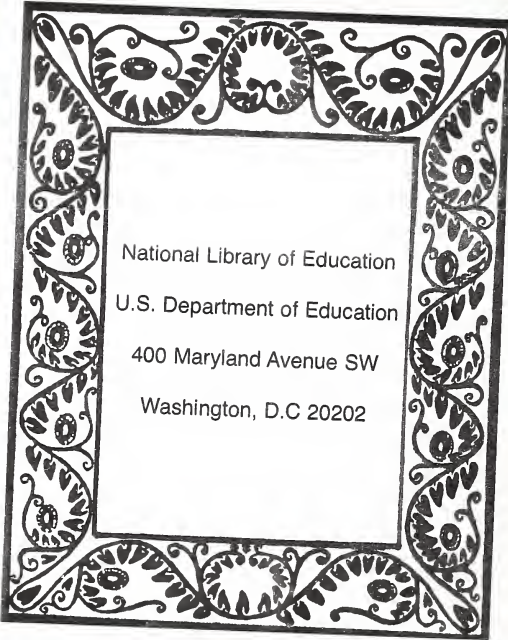 National Library of Education
U.S. Department of Education
400 Maryland Avenue SW
Washington, D.C 20202